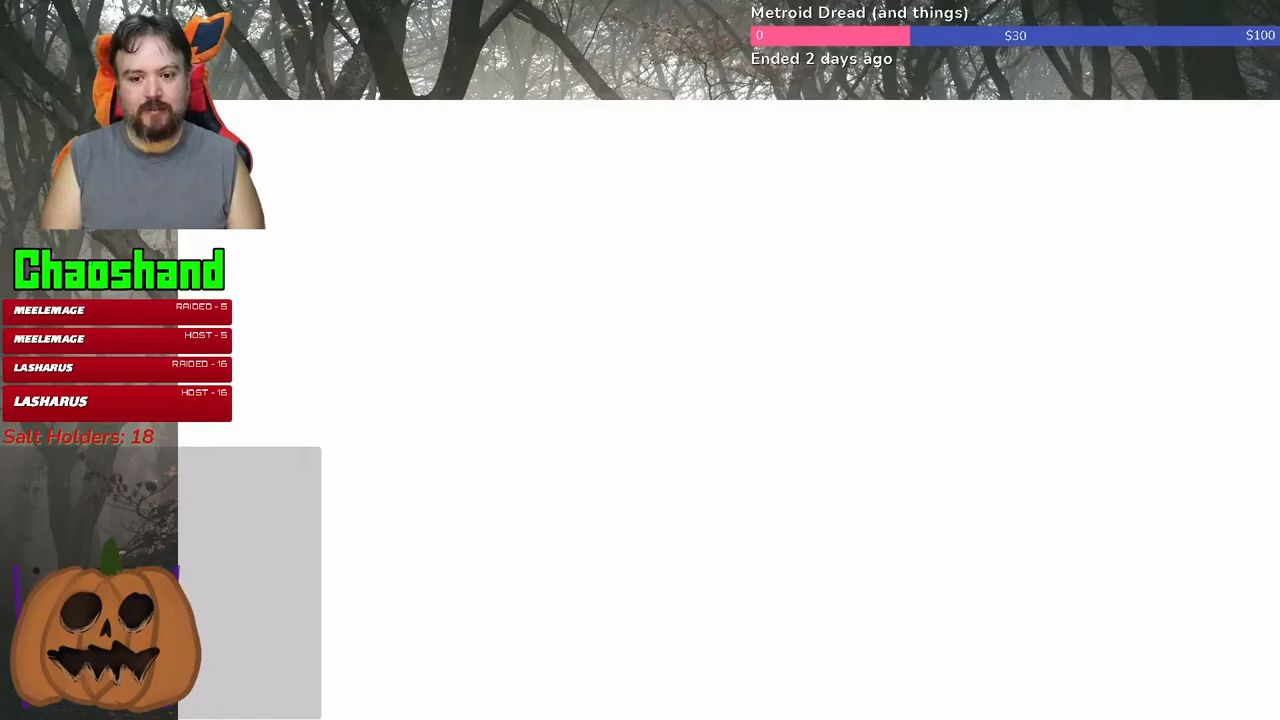 Metroid Dread (and things)
0 $30 $100
Ended 2 days ago
Chaoshand
MEELEMAGE RAIDED - 5
MEELEMAGE HOST - 5
LASHARUS RAIDED - 16
LASHARUS HOST - 16
Salt Holders: 18